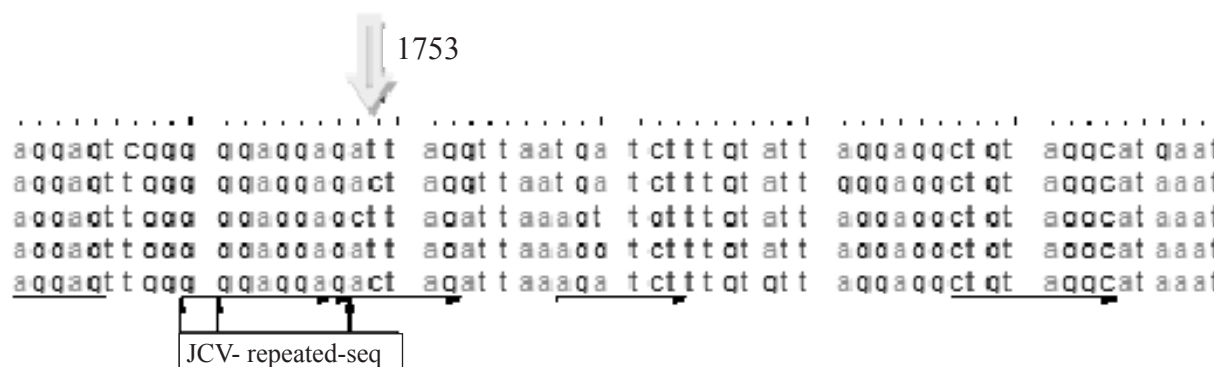 1753
aggagtcggg ggaggagatt aggttaatga tctttgtatt aggaggctgt aggcatgaat
aggagttggg ggaggagact aggttaatga tctttgtatt gggaggctgt aggcataaat
aggagttggg ggaggagctt agattaaagt tgtttgtatt aggaggctgt aggcataaat
aggagttggg ggaggagatt agattaaagg tctttgtatt aggaggctgt aggcataaat
aggagttggg ggaggagact agattaaaga tctttgtgtt aggaggctgt aggcataaat
JCV- repeated-seq